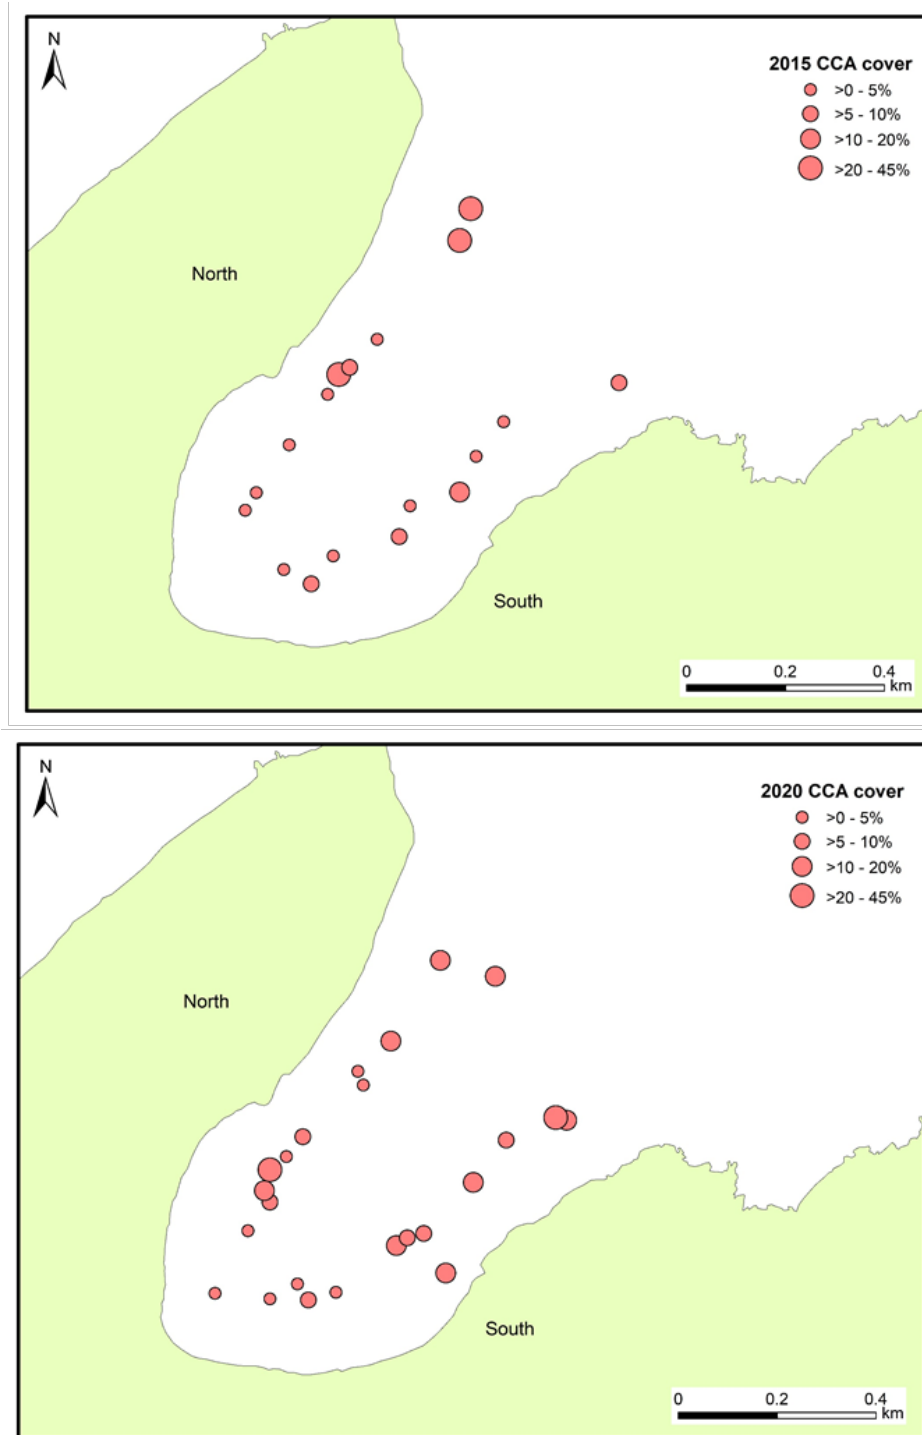 N
2015 CCA cover
>0 - 5%
>5 - 10%
>10 - 20%
>20 - 45%
North
South
0 0.2 0.4
km
N
2020 CCA cover
>0 - 5%
>5 - 10%
>10 - 20%
>20 - 45%
North
South
0 0.2 0.4
km